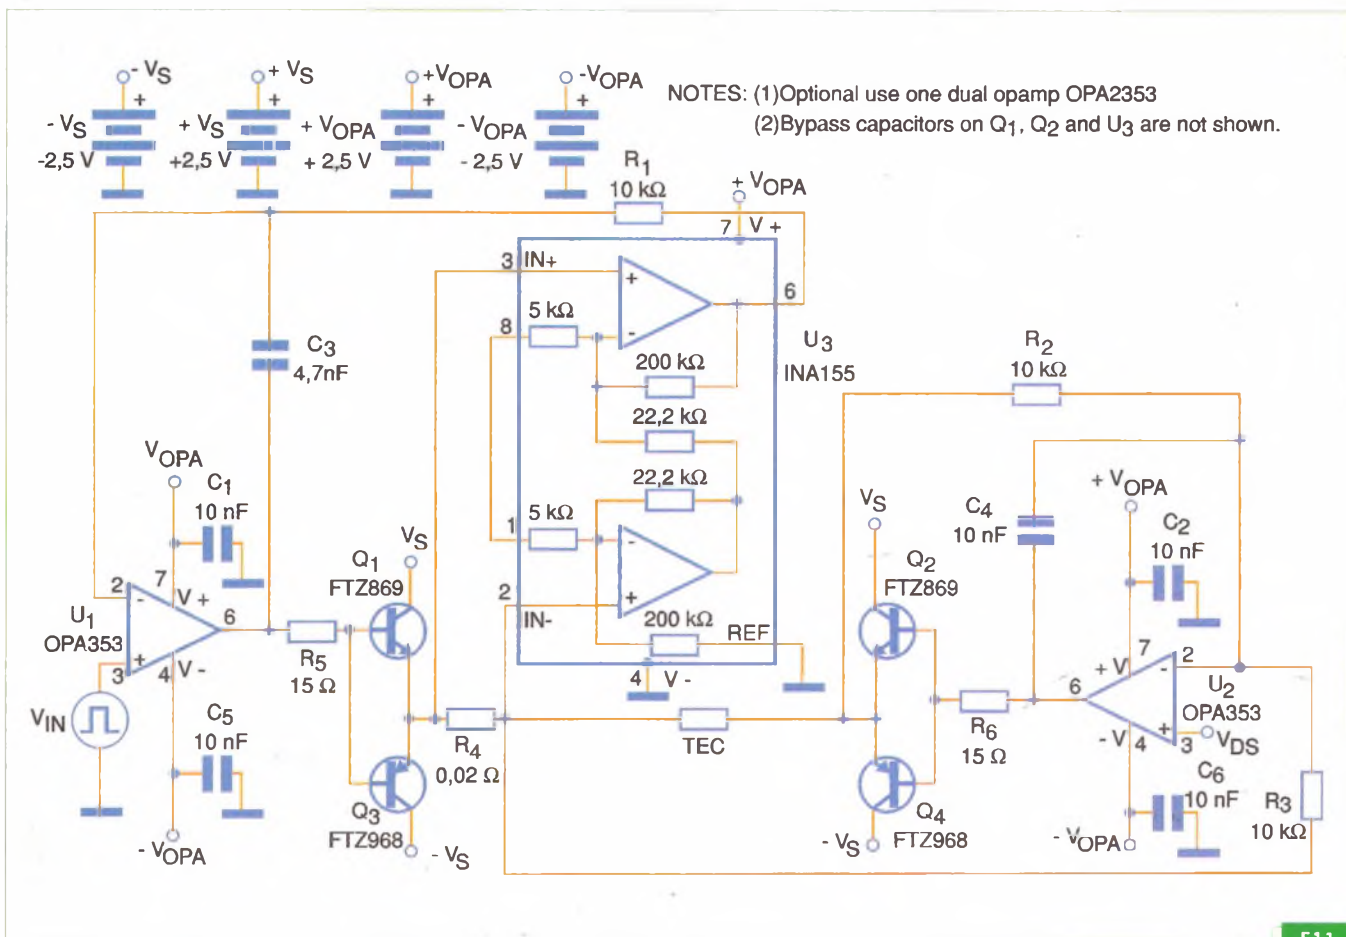 - VS
+ VS
+VOPA
-VOPA
+
+
+
+
- VS
-2,5 V
+ VS
+2,5 V
+ VOPA
+ 2,5 V
- VOPA
- 2,5 V
NOTES: (1)Optional use one dual opamp OPA2353
(2)Bypass capacitors on Q1, Q2 and U3 are not shown.
R1
10 kΩ
+ VOPA
7
V +
3
IN+
+
-
6
5 kΩ
8
200 kΩ
22,2 kΩ
22,2 kΩ
5 kΩ
1
-
+
2
IN-
200 kΩ
REF
4
V -
U3
INA155
R2
10 kΩ
C3
4,7nF
VOPA
C1
10 nF
2
-
7
V +
U1
OPA353
6
+
3
4
V -
VIN
C5
10 nF
- VOPA
R5
15 Ω
Q1
FTZ869
VS
Q3
FTZ968
- VS
R4
0,02 Ω
TEC
VS
Q2
FTZ869
Q4
FTZ968
- VS
R6
15 Ω
C4
10 nF
+ VOPA
C2
10 nF
7
+ V
-
2
6
U2
OPA353
+
3
VDS
- V
4
C6
10 nF
- VOPA
R3
10 kΩ
511